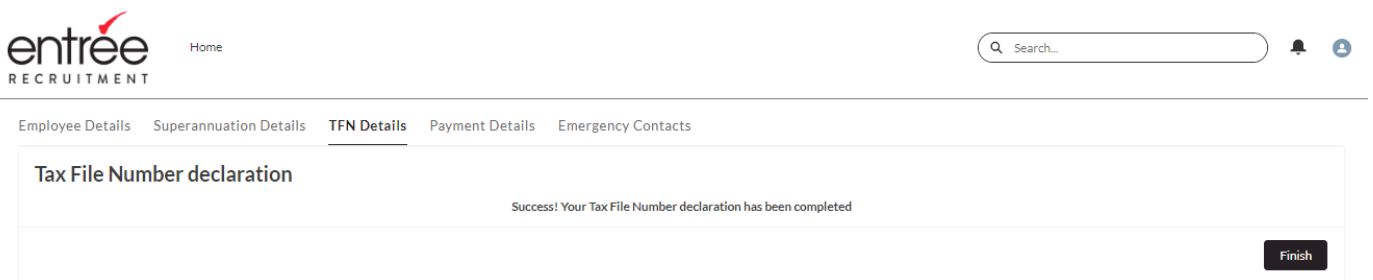 entrée
RECRUITMENT
Home
Search...
Employee Details Superannuation Details TFN Details Payment Details Emergency Contacts
Tax File Number declaration
Success! Your Tax File Number declaration has been completed
Finish